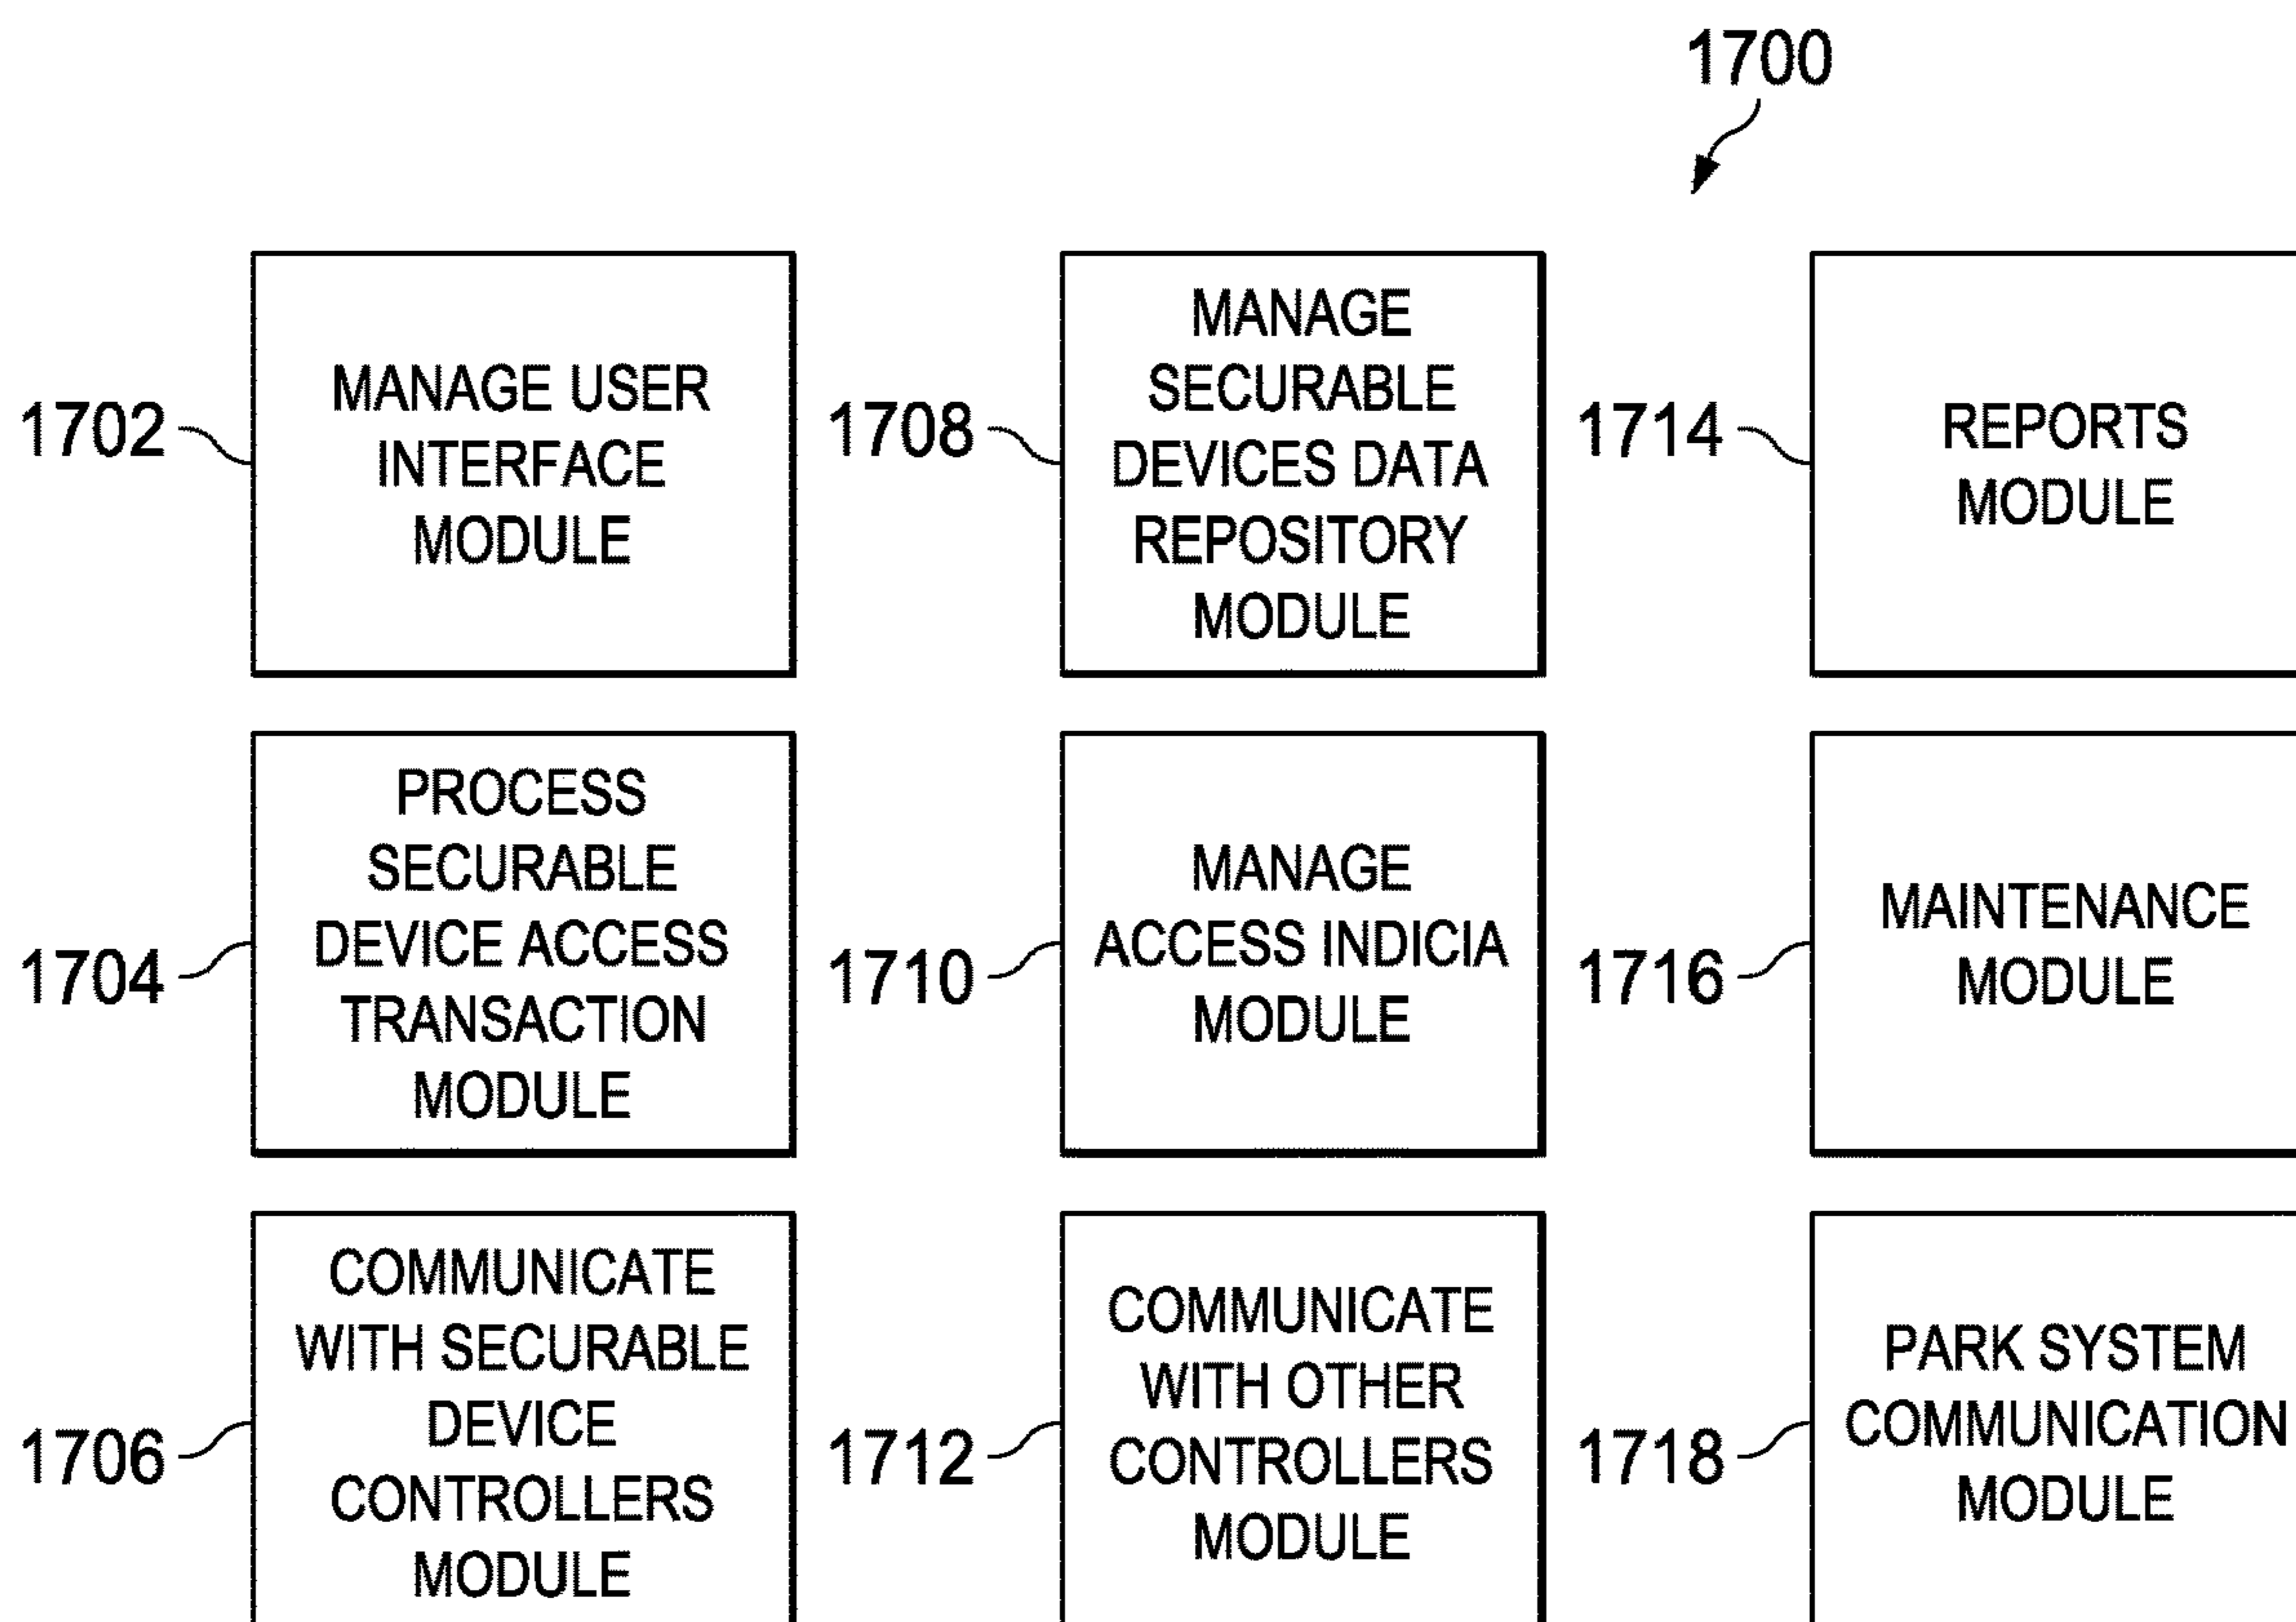 1700
1702
MANAGE USER
INTERFACE
MODULE
1708
MANAGE
SECURABLE
DEVICES DATA
REPOSITORY
MODULE
1714
REPORTS
MODULE
1704
PROCESS
SECURABLE
DEVICE ACCESS
TRANSACTION
MODULE
1710
MANAGE
ACCESS INDICIA
MODULE
1716
MAINTENANCE
MODULE
1706
COMMUNICATE
WITH SECURABLE
DEVICE
CONTROLLERS
MODULE
1712
COMMUNICATE
WITH OTHER
CONTROLLERS
MODULE
1718
PARK SYSTEM
COMMUNICATION
MODULE